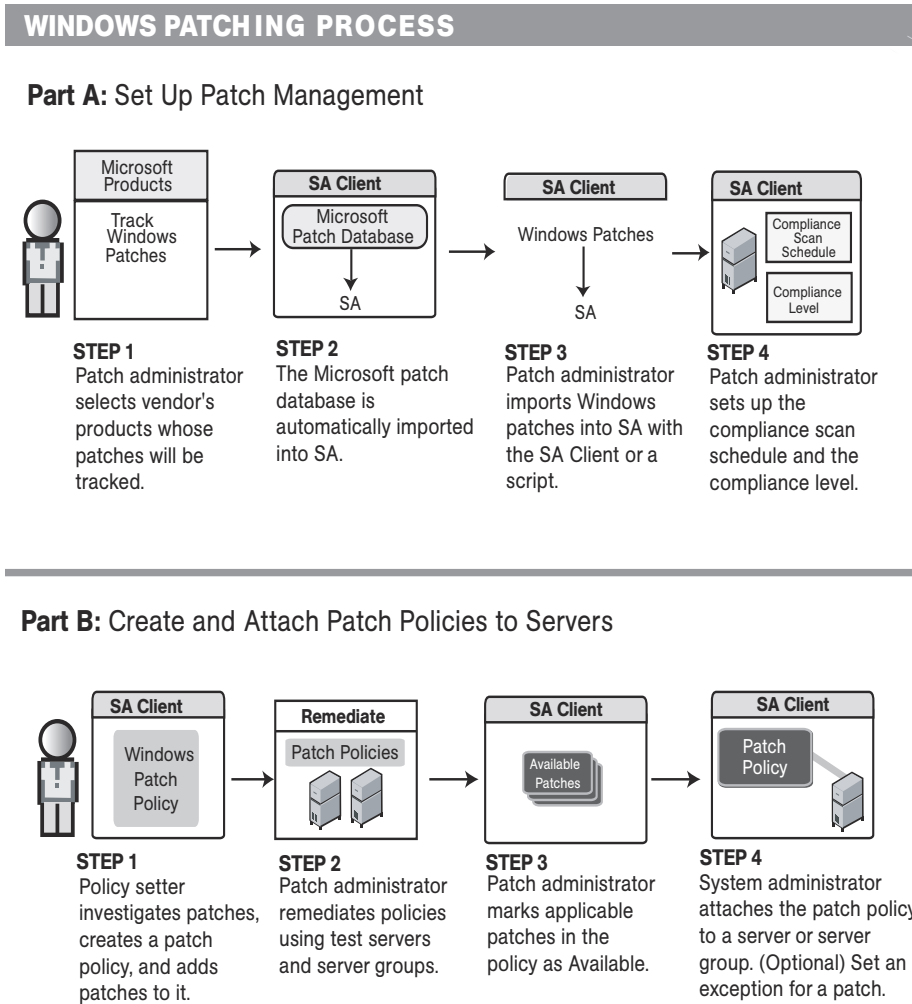 WINDOWS PATCHING PROCESS
Part A: Set Up Patch Management
Microsoft
Products
Track
Windows
Patches
SA Client
Microsoft
Patch Database
SA
SA Client
Windows Patches
SA
SA Client
Compliance
Scan
Schedule
Compliance
Level
STEP 1
Patch administrator
selects vendor's
products whose
patches will be
tracked.
STEP 2
The Microsoft patch
database is
automatically imported
into SA.
STEP 3
Patch administrator
imports Windows
patches into SA with
the SA Client or a
script.
STEP 4
Patch administrator
sets up the
compliance scan
schedule and the
compliance level.
Part B: Create and Attach Patch Policies to Servers
SA Client
Windows
Patch
Policy
Remediate
Patch Policies
SA Client
Available
Patches
SA Client
Patch
Policy
STEP 1
Policy setter
investigates patches,
creates a patch
policy, and adds
patches to it.
STEP 2
Patch administrator
remediates policies
using test servers
and server groups.
STEP 3
Patch administrator
marks applicable
patches in the
policy as Available.
STEP 4
System administrator
attaches the patch policy
to a server or server
group. (Optional) Set an
exception for a patch.